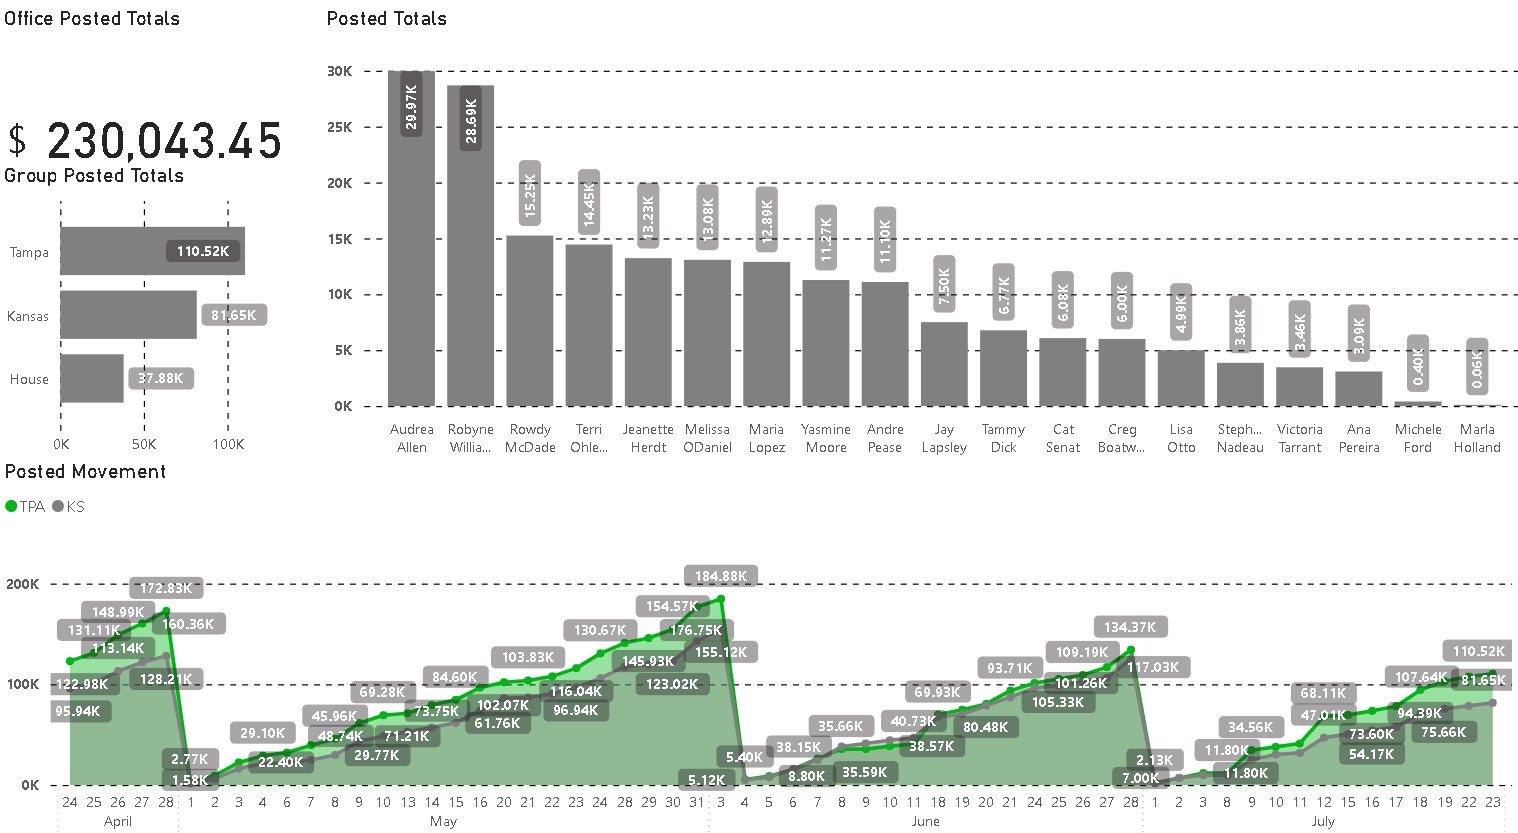 Office Posted Totals
$ 230,043.45
Group Posted Totals
Tampa
110.52K
Kansas
81.65K
House
37.88K
0K 50K 100K
Posted Totals
30K
25K
20K
15K
10K
5K
0K
29.97K 28.69K 15.25K 14.45K 13.23K 13.08K 12.89K 11.27K 11.10K 7.50K 6.77K 6.08K 6.00K 4.99K 3.86K 3.46K 3.09K 0.40K 0.06K
Audrea Robyne Rowdy Terri Jeanette Melissa Maria Yasmine Andre Jay Tammy Cat Creg Lisa Steph... Victoria Ana Michele Marla
Allen Willia... McDade Ohle... Herdt ODaniel Lopez Moore Pease Lapsley Dick Senat Boatw... Otto Nadeau Tarrant Pereira Ford Holland
Posted Movement
TPA KS
200K
100K
0K
122.98K 131.11K 148.99K 172.83K 160.36K
95.94K 113.14K 128.21K
2.77K 29.10K 45.96K 69.28K 84.60K 103.83K 130.67K 154.57K 184.88K
1.58K 22.40K 48.74K 29.77K 71.21K 73.75K 61.76K 102.07K 116.04K 96.94K 145.93K 123.02K 176.75K 155.12K
5.12K 5.40K 38.15K 35.66K 40.73K 69.93K 93.71K 109.19K 134.37K
8.80K 35.59K 38.57K 80.48K 105.33K 101.26K 117.03K
7.00K 2.13K 11.80K 34.56K 68.11K 107.64K 110.52K
11.80K 47.01K 73.60K 54.17K 94.39K 75.66K 81.65K
24 25 26 27 28 1 2 3 4 6 7 8 9 10 13 14 15 16 20 21 22 23 24 28 29 30 31 3 4 5 6 7 8 9 10 11 18 19 20 21 24 25 26 27 28 1 2 3 8 9 10 11 12 15 16 17 18 19 22 23
April May June July